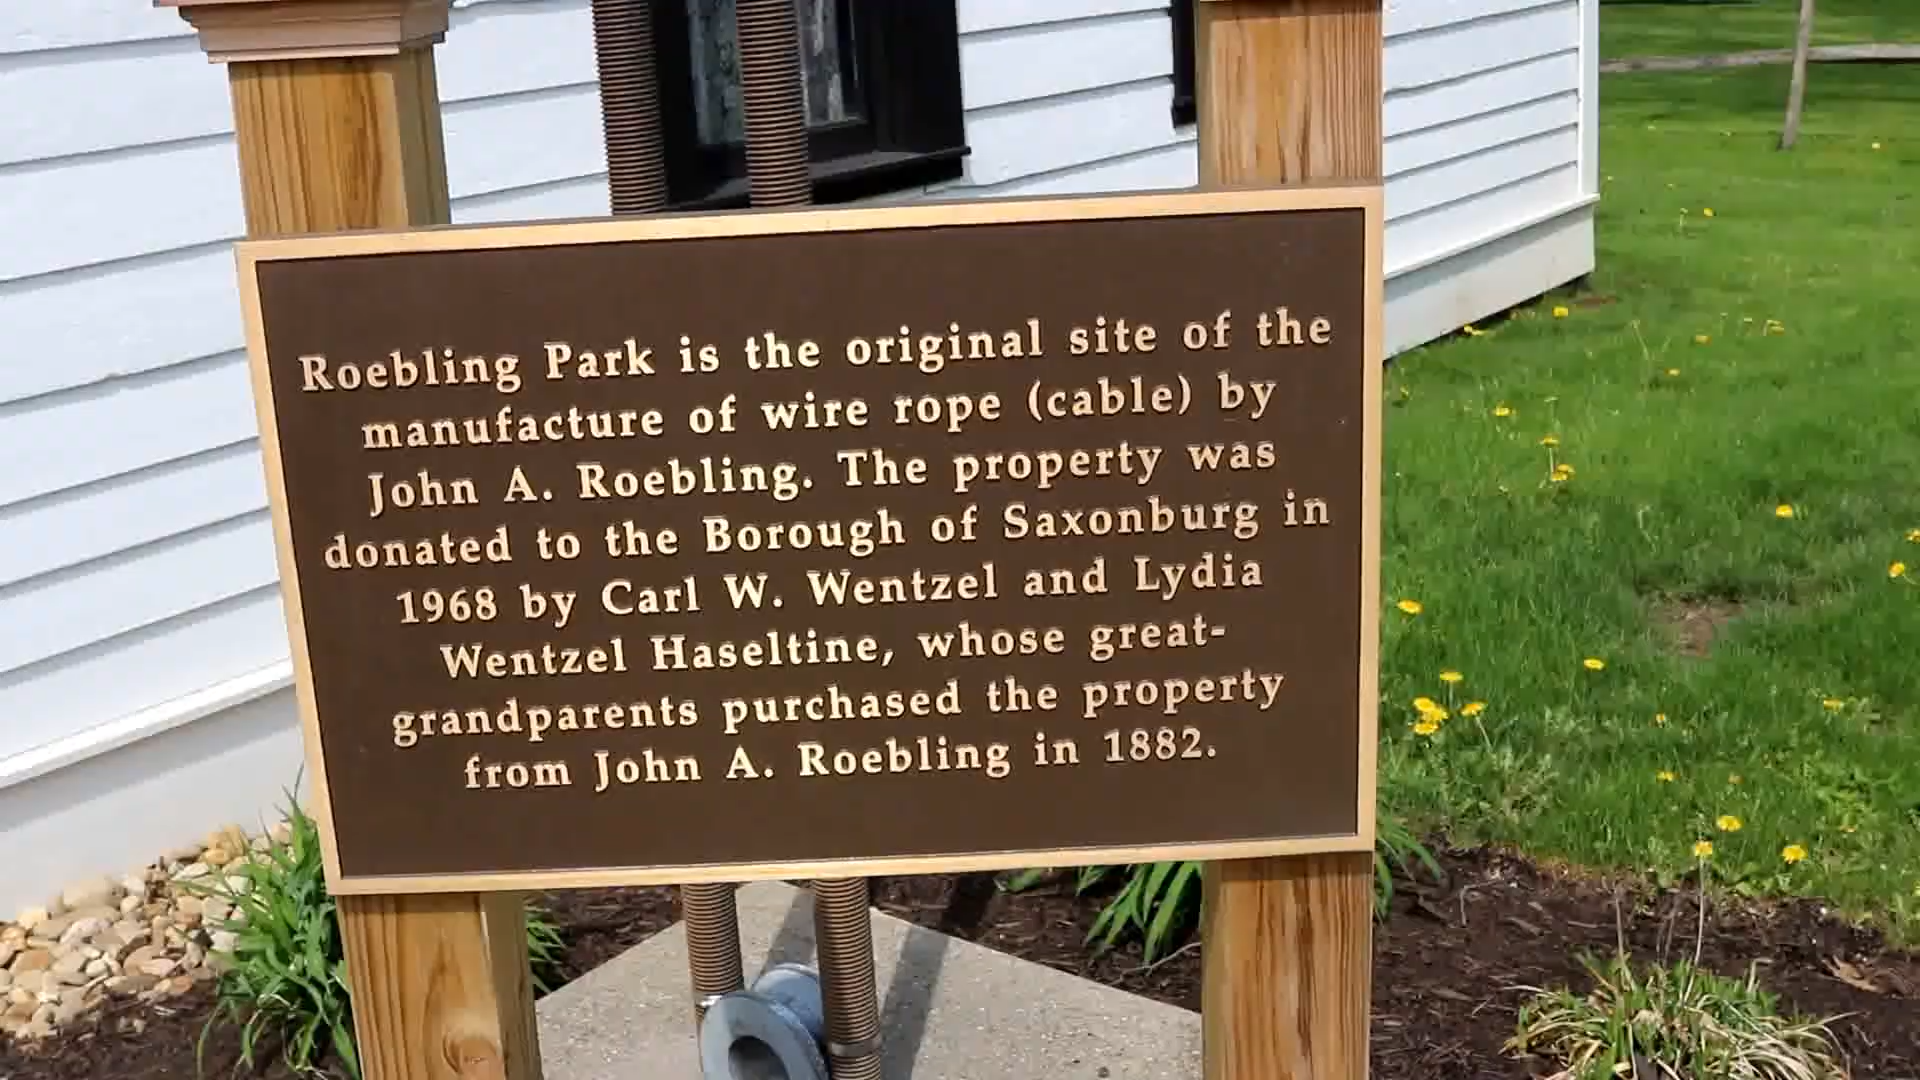 Roebling Park is the original site of the
manufacture of wire rope (cable) by
John A. Roebling. The property was
donated to the Borough of Saxonburg in
1968 by Carl W. Wentzel and Lydia
Wentzel Haseltine, whose great-
grandparents purchased the property
from John A. Roebling in 1882.